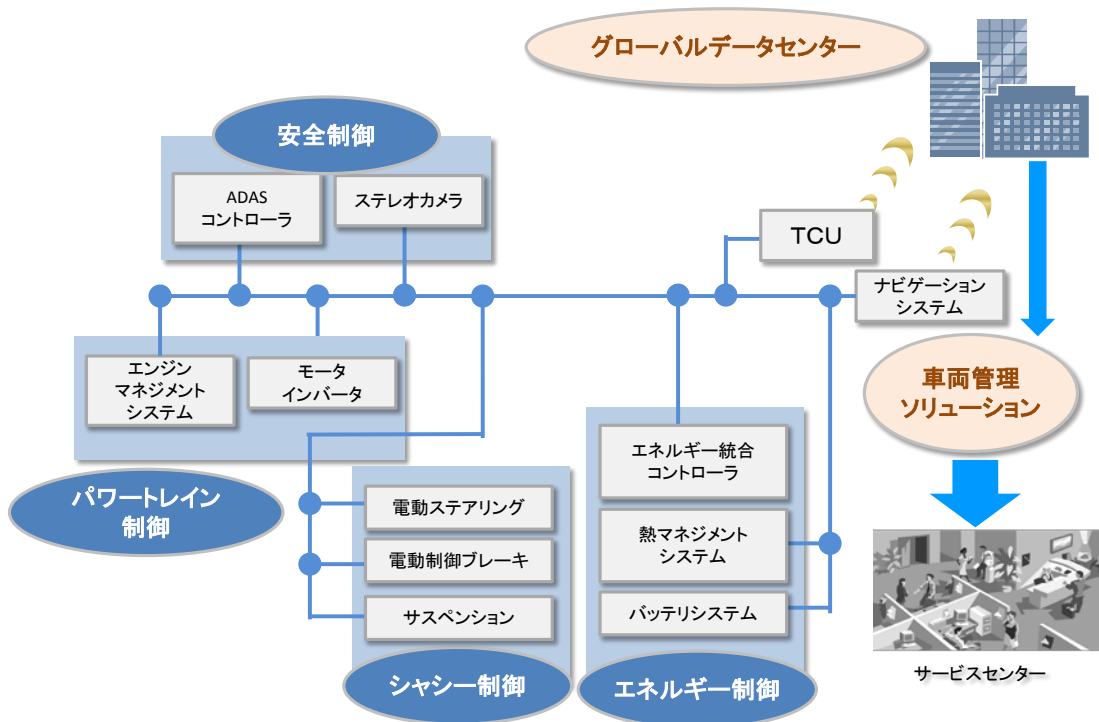 グローバルデータセンター
安全制御
ADAS
コントローラ
ステレオカメラ
TCU
ナビゲーション
システム
エンジン
マネジメント
システム
モータ
インバータ
車両管理
ソリューション
パワートレイン
制御
エネルギー統合
コントローラ
電動ステアリング
熱マネジメント
システム
電動制御ブレーキ
サスペンション
バッテリシステム
シャシー制御
エネルギー制御
サービスセンター